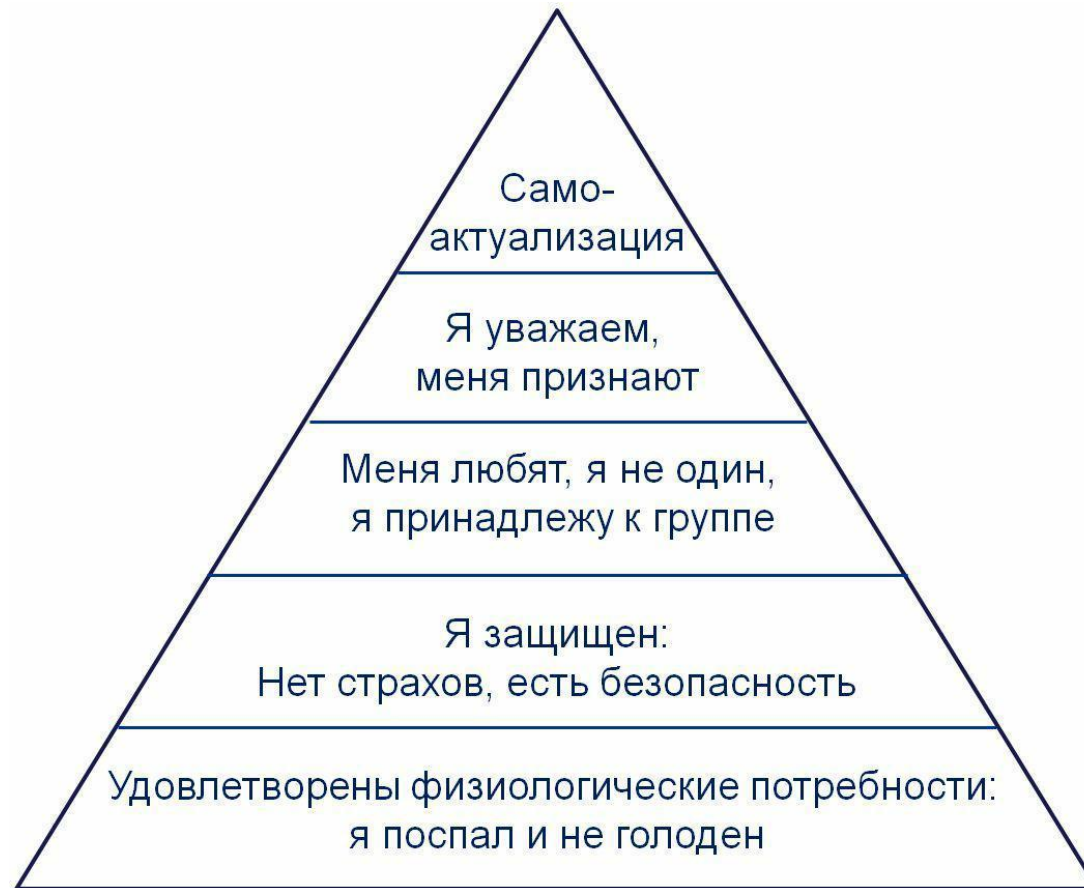 Само-
актуализация
Я уважаем,
меня признают
Меня любят, я не один,
я принадлежу к группе
Я защищен:
Нет страхов, есть безопасность
Удовлетворены физиологические потребности:
я поспал и не голоден